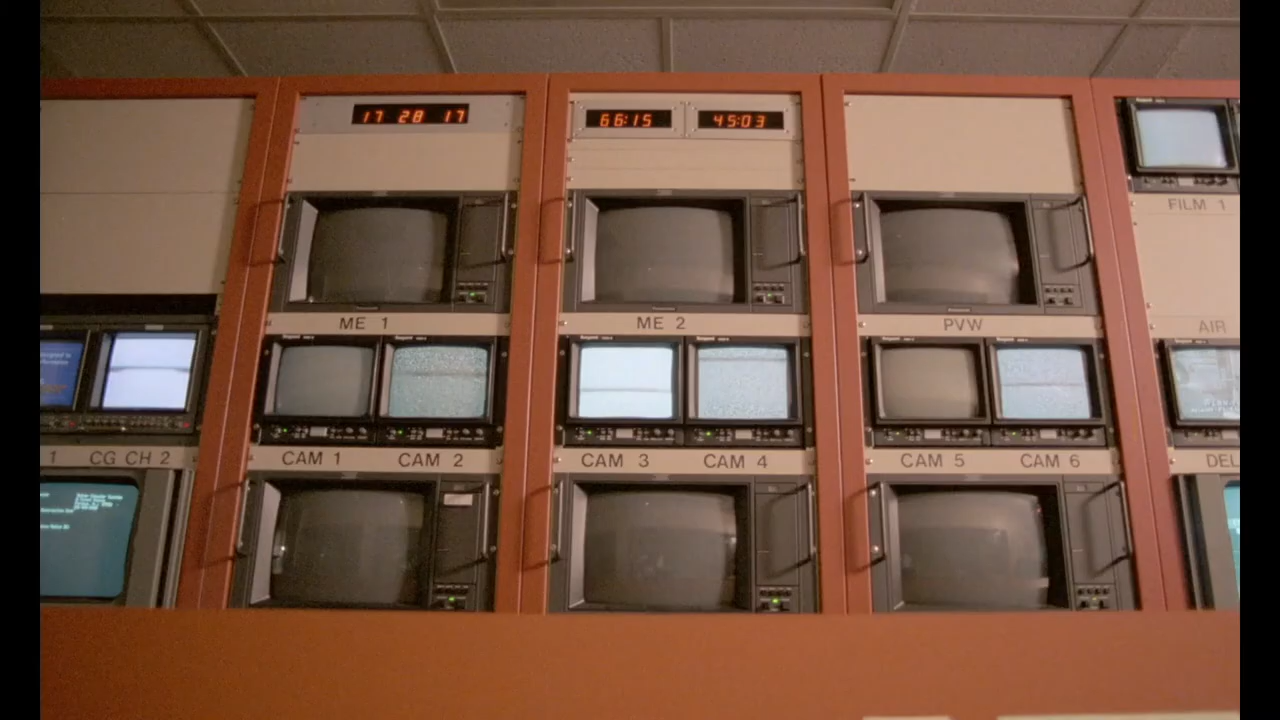 17 28 17
66:15 45:03
FILM 1
ME 1
ME 2
PVW
AIR
1 CG CH 2
CAM 1 CAM 2
CAM 3 CAM 4
CAM 5 CAM 6
DEL